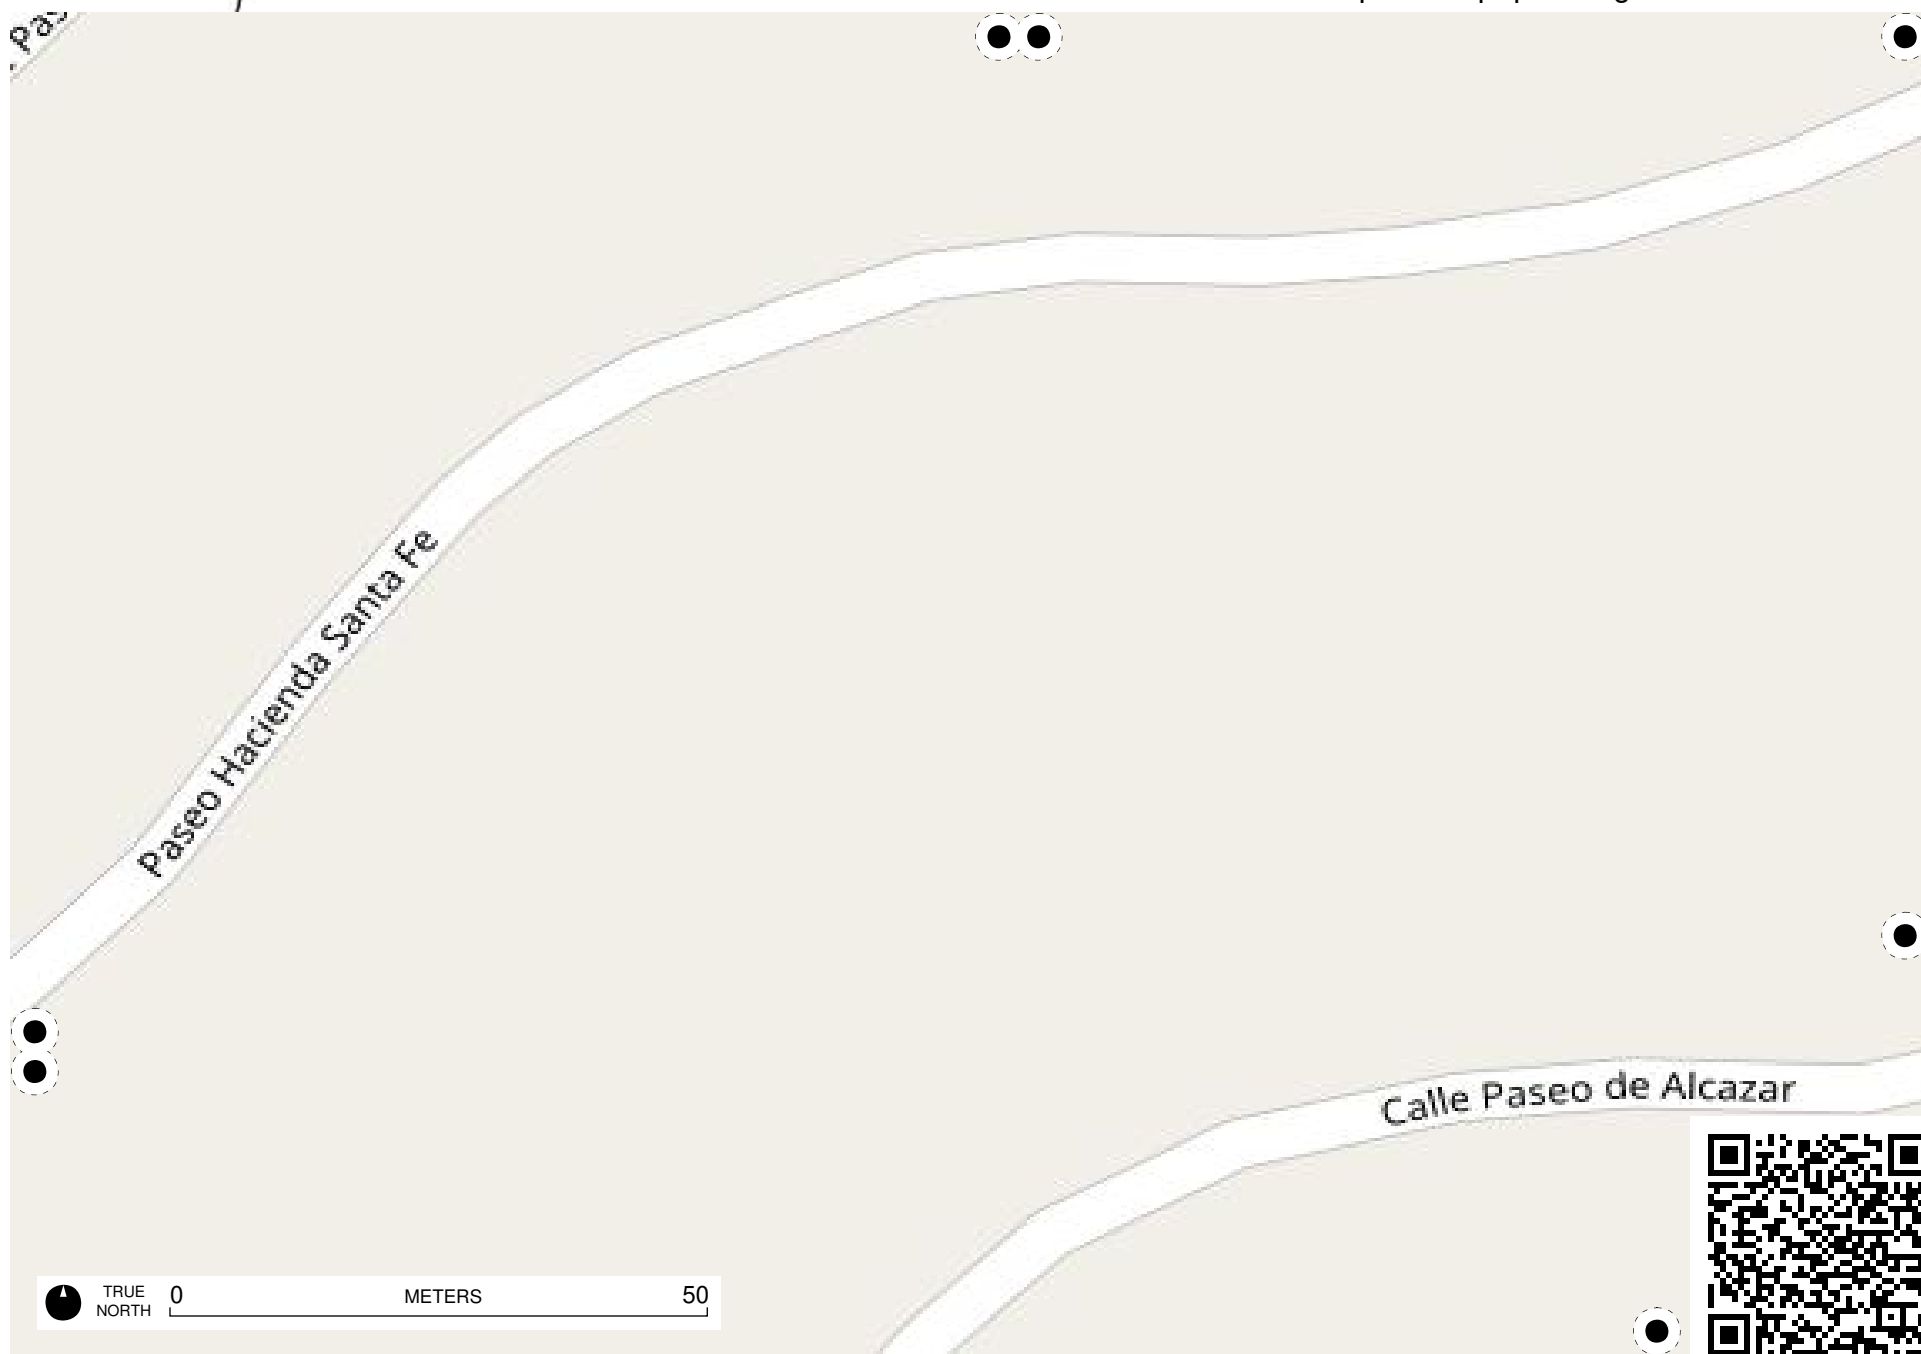 Paseo Hacienda Santa Fe
Calle Paseo de Alcazar
TRUE
NORTH
0 METERS 50